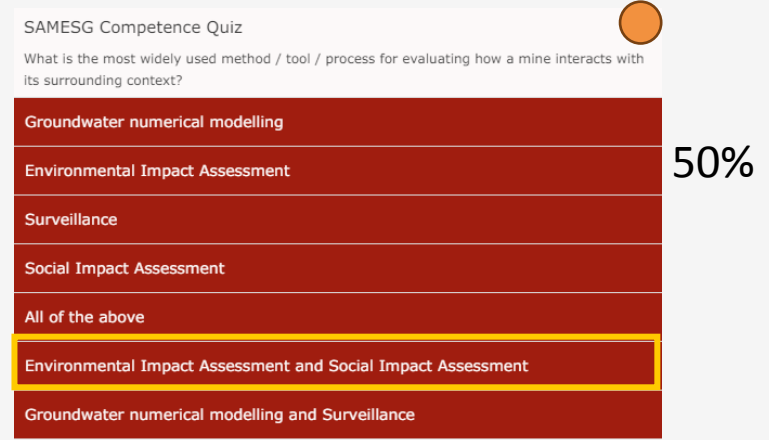 SAMESG Competence Quiz
What is the most widely used method / tool / process for evaluating how a mine interacts with
its surrounding context?
Groundwater numerical modelling
Environmental Impact Assessment
50%
Surveillance
Social Impact Assessment
All of the above
Environmental Impact Assessment and Social Impact Assessment
Groundwater numerical modelling and Surveillance